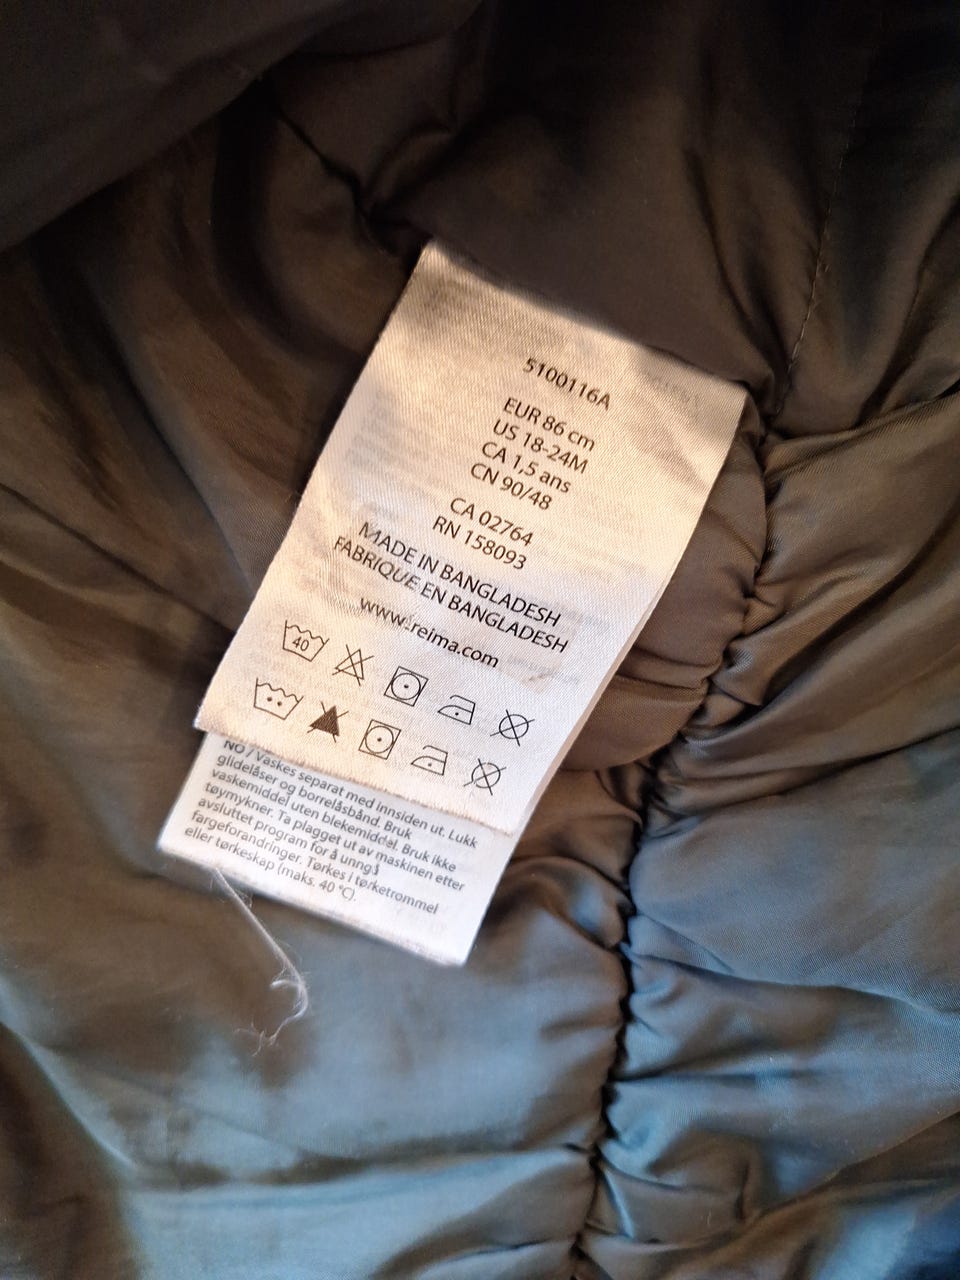 5100116A
EUR 86 cm
US 18-24M
CA 1,5 ans
CN 90/48
CA 02764
RN 158093
MADE IN BANGLADESH
FABRIQUE EN BANGLADESH
www.reima.com
40
NO / Vaskes separat med innsiden ut. Lukk
glidelåser og borrelåsbånd. Bruk
vaskemiddel uten blekemiddel. Bruk ikke
tøymykner. Ta plagget ut av maskinen etter
avsluttet program for å unngå
fargeforandringer. Tørkes i tørketrommel
eller tørkeskap (maks. 40 °C).